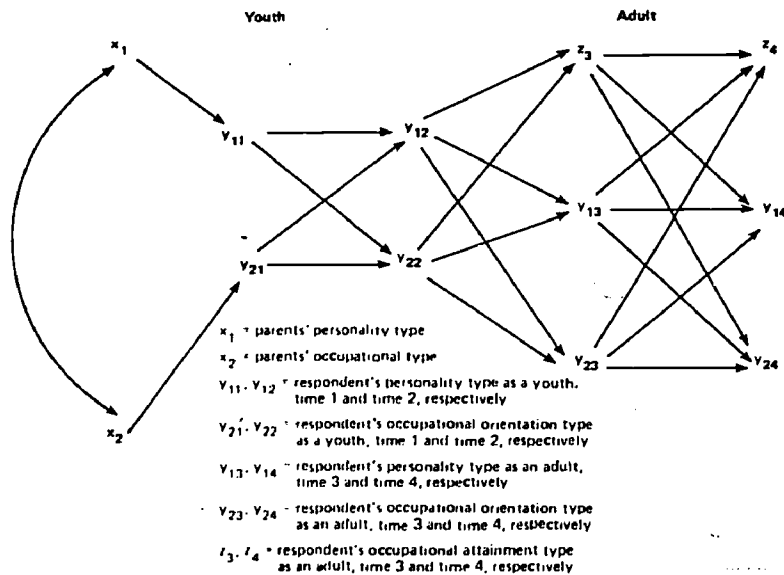 Youth Adult
x1 z3 z4
y11 y12
y13 y14
y21 y22
y23 y24
x2
x1 = parents' personality type
x2 = parents' occupational type
y11, y12 = respondent's personality type as a youth,
time 1 and time 2, respectively
y21, y22 = respondent's occupational orientation type
as a youth, time 1 and time 2, respectively
y13, y14 = respondent's personality type as an adult,
time 3 and time 4, respectively
y23, y24 = respondent's occupational orientation type
as an adult, time 3 and time 4, respectively
z3, z4 = respondent's occupational attainment type
as an adult, time 3 and time 4, respectively